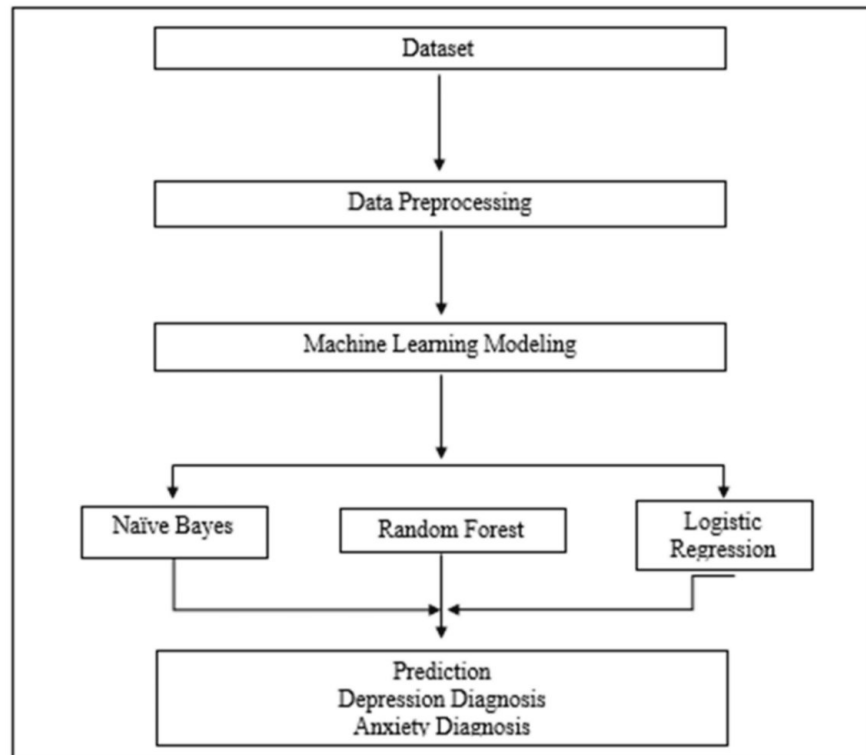 Dataset
Data Preprocessing
Machine Learning Modeling
Naïve Bayes
Random Forest
Logistic
Regression
Prediction
Depression Diagnosis
Anxiety Diagnosis